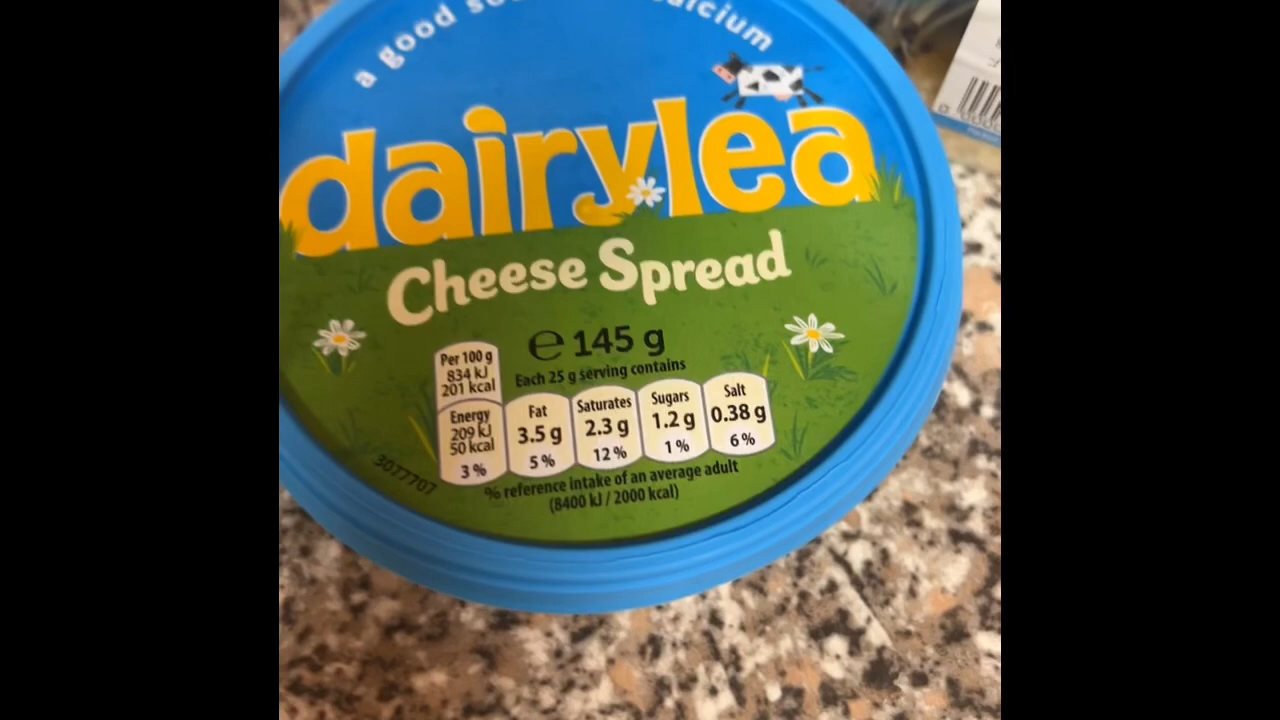 a good calcium
dairylea
Cheese Spread
℮ 145 g
Each 25 g serving contains
Per 100 g
834 kJ
201 kcal
Energy
209 kJ
50 kcal
3%
Fat
3.5 g
5%
Saturates
2.3 g
12%
Sugars
1.2 g
1%
Salt
0.38 g
6%
% reference intake of an average adult
(8400 kJ / 2000 kcal)
3077707